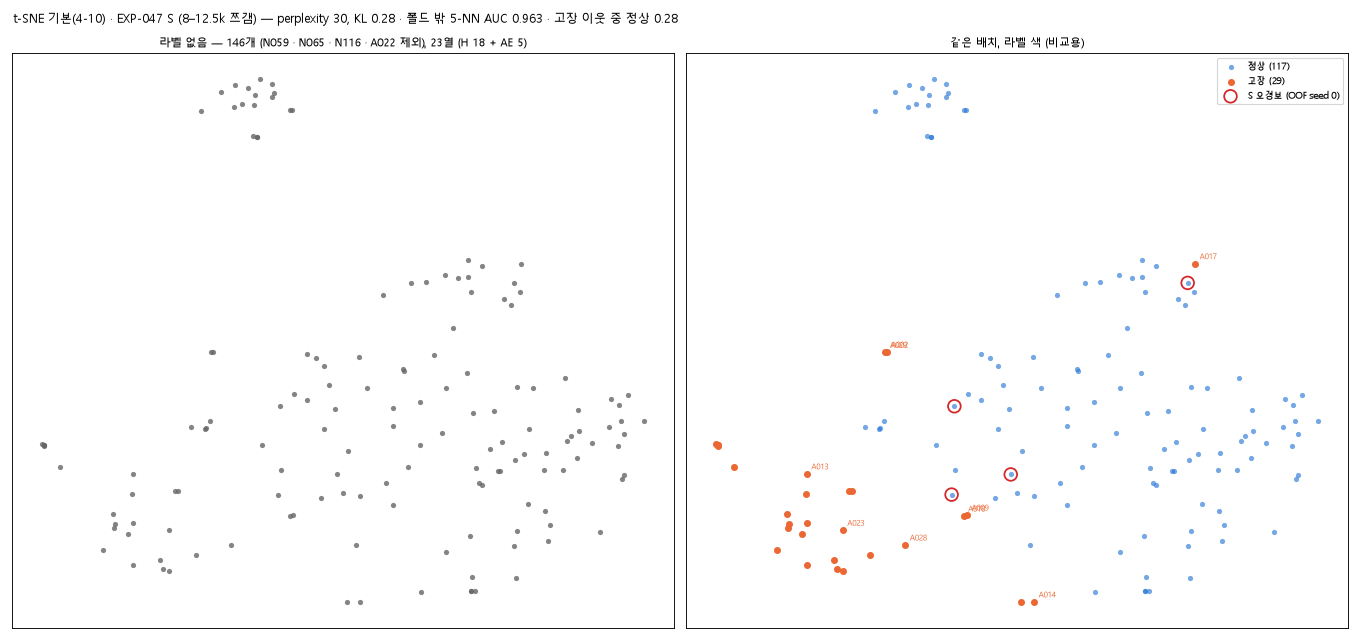 t-SNE 기본(4-10) · EXP-047 S (8–12.5k 쯔갬) — perplexity 30, KL 0.28 · 폴드 밖 5-NN AUC 0.963 · 고장 이웃 중 정상 0.28
라벨 없음 — 146개 (N059 · N065 · N116 · A022 제외), 23열 (H 18 + AE 5)
같은 배치, 라벨 색 (비교용)
정상 (117)
고장 (29)
S 오경보 (OOF seed 0)
A017
A013
A023
A028
A014